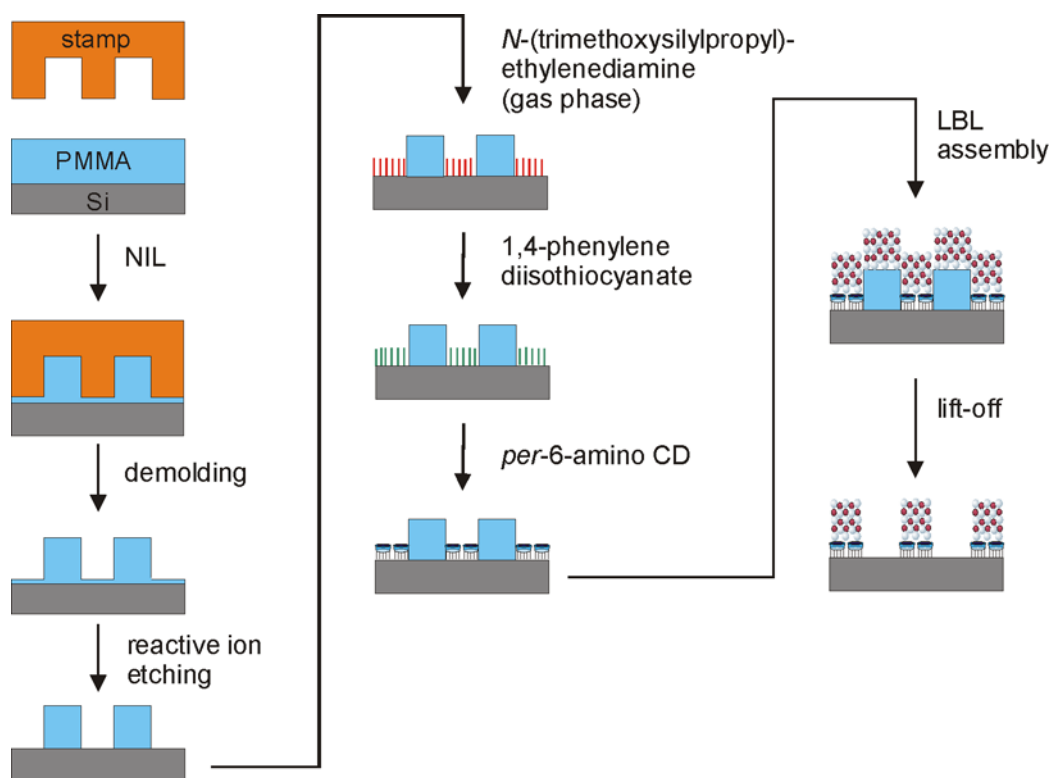 stamp
PMMA
Si
NIL
demolding
reactive ion
etching
N-(trimethoxysilylpropyl)-
ethylenediamine
(gas phase)
1,4-phenylene
diisothiocyanate
per-6-amino CD
LBL
assembly
lift-off